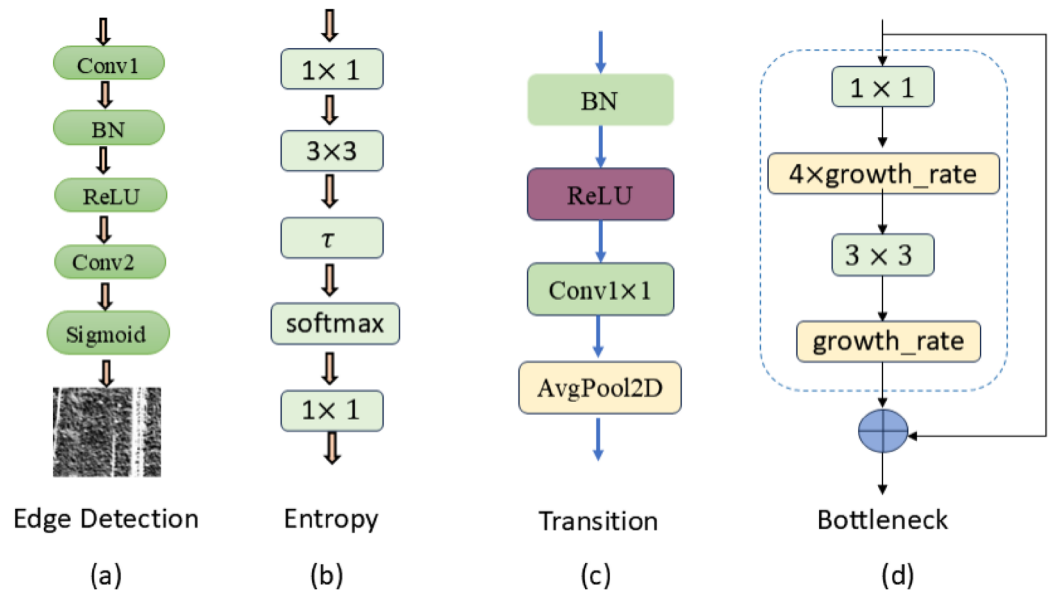 Conv1
BN
ReLU
Conv2
Sigmoid
Edge Detection
(a)
1× 1
3×3
τ
softmax
1× 1
Entropy
(b)
BN
ReLU
Conv1×1
AvgPool2D
Transition
(c)
1 × 1
4×growth_rate
3 × 3
growth_rate
Bottleneck
(d)